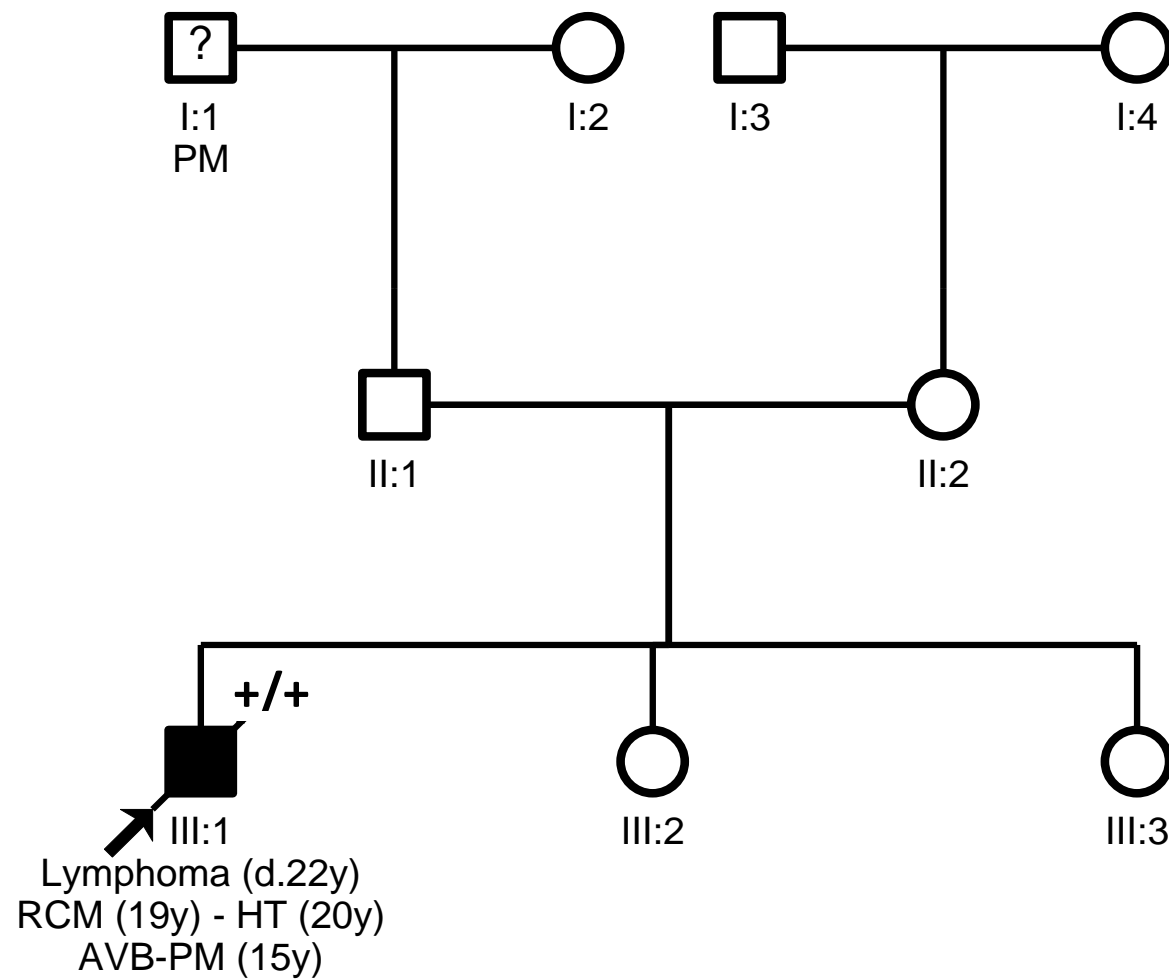 ?
I:1
PM
I:2
I:3
I:4
II:1
II:2
+/+
III:1
Lymphoma (d.22y)
RCM (19y) - HT (20y)
AVB-PM (15y)
III:2
III:3